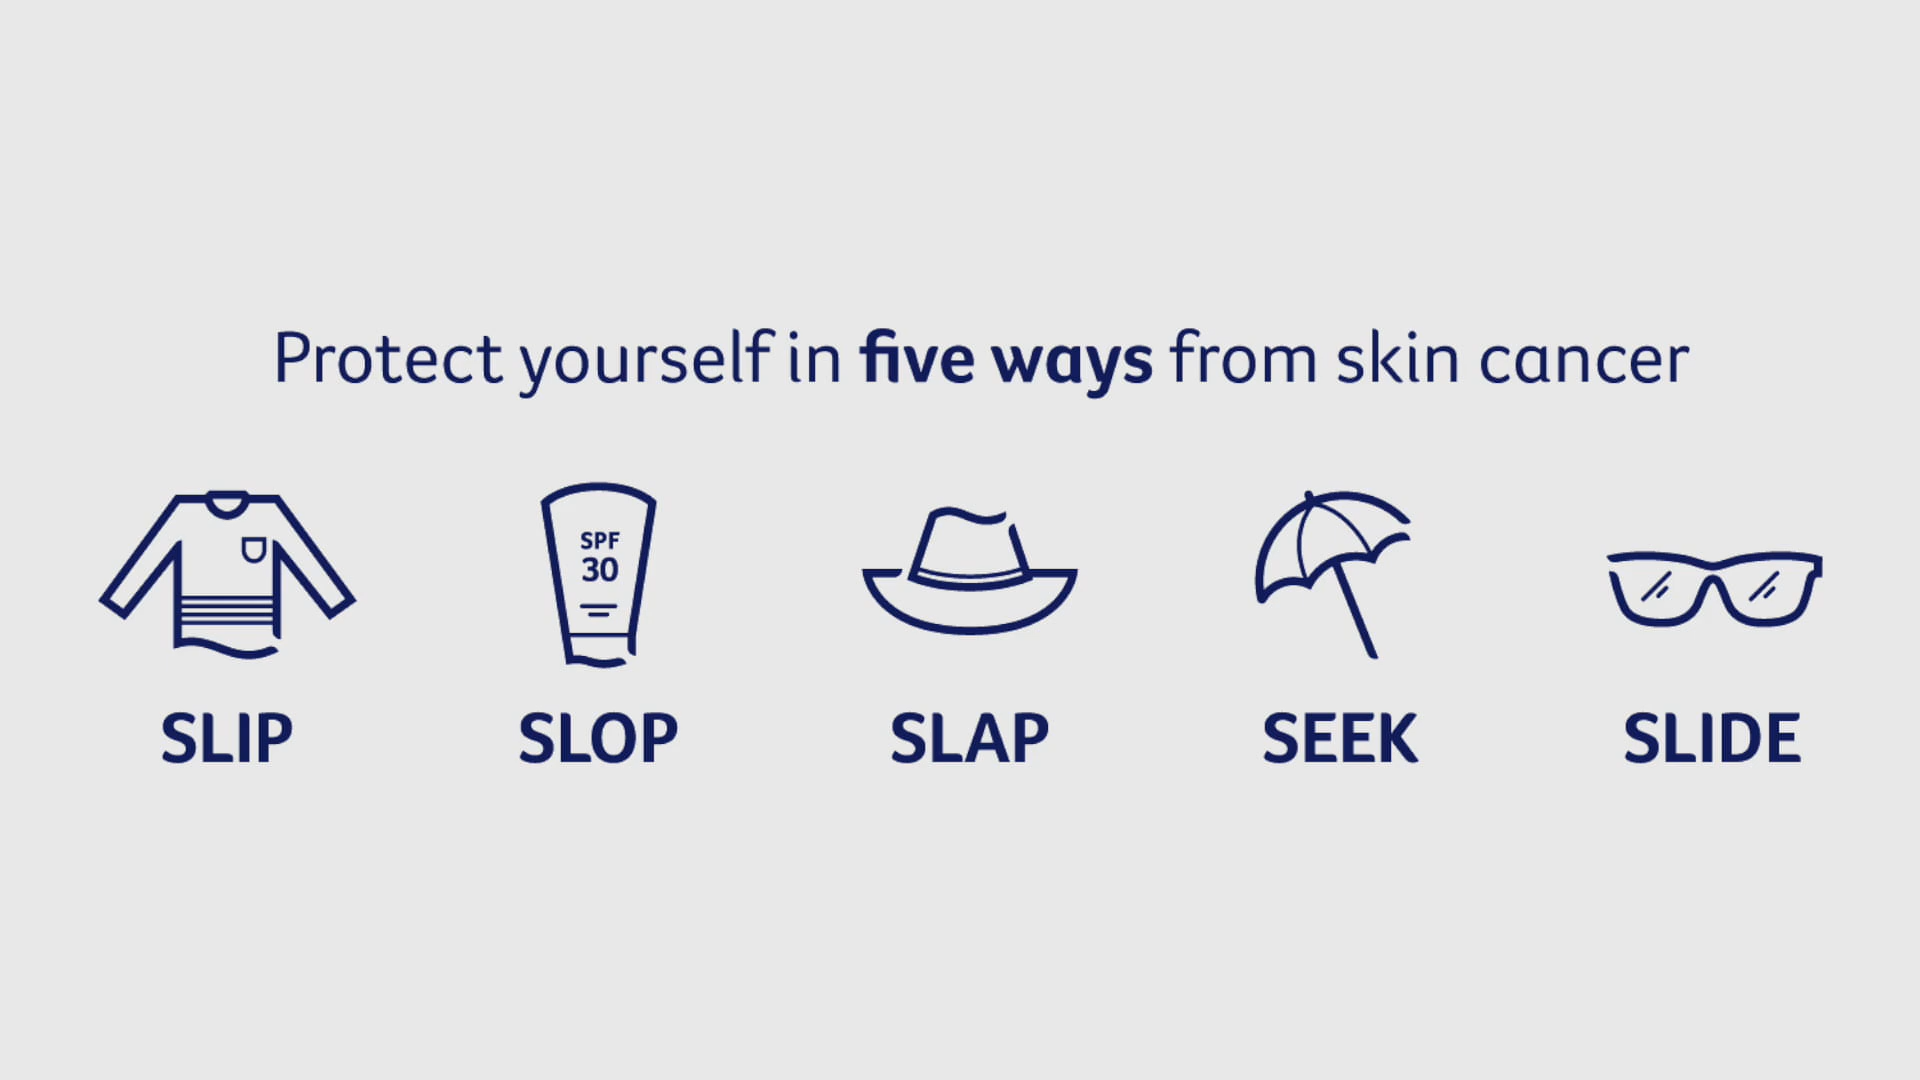 Protect yourself in five ways from skin cancer
SPF
30
SLIP
SLOP
SLAP
SEEK
SLIDE